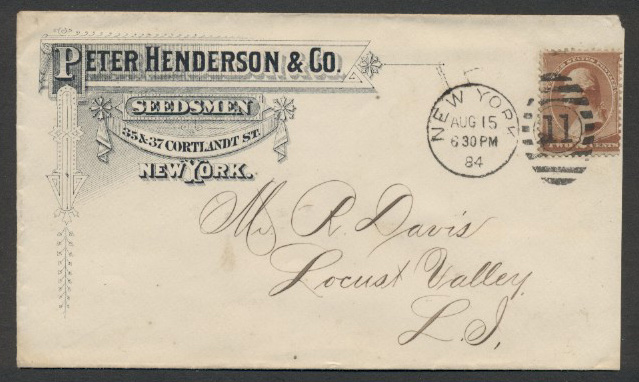 PETER HENDERSON & CO.
SEEDSMEN
35 & 37 CORTLANDT ST.
NEW YORK.
NEW YORK
AUG 15
6 30 PM
84
11
M. R. Davis
Locust Valley
L.I.